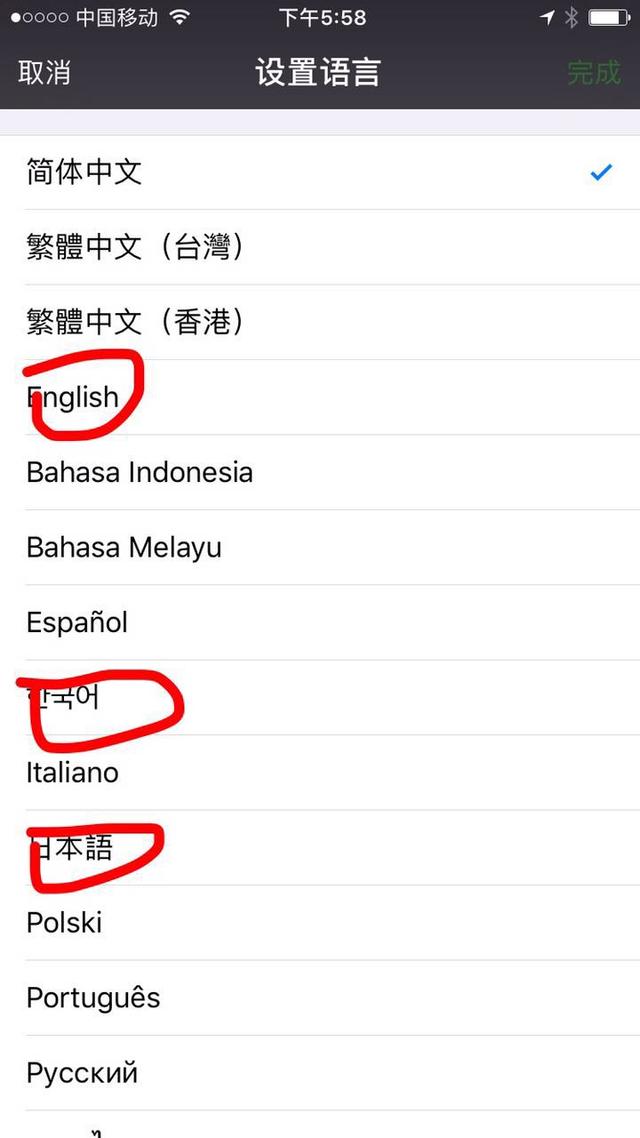 中国移动 下午5:58
取消 设置语言 完成
简体中文
繁體中文（台灣）
繁體中文（香港）
English
Bahasa Indonesia
Bahasa Melayu
Español
한국어
Italiano
日本語
Polski
Português
Русский